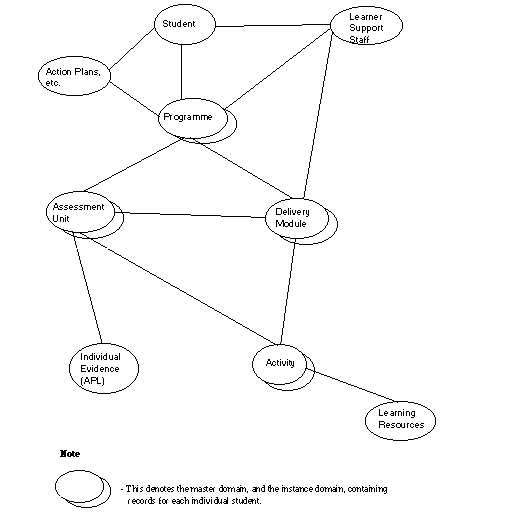 Student
Learner
Support
Staff
Action Plans,
etc.
Programme
Assessment
Unit
Delivery
Module
Individual
Evidence
(APL)
Activity
Learning
Resources
Note
- This denotes the master domain, and the instance domain, containing
records for each individual student.